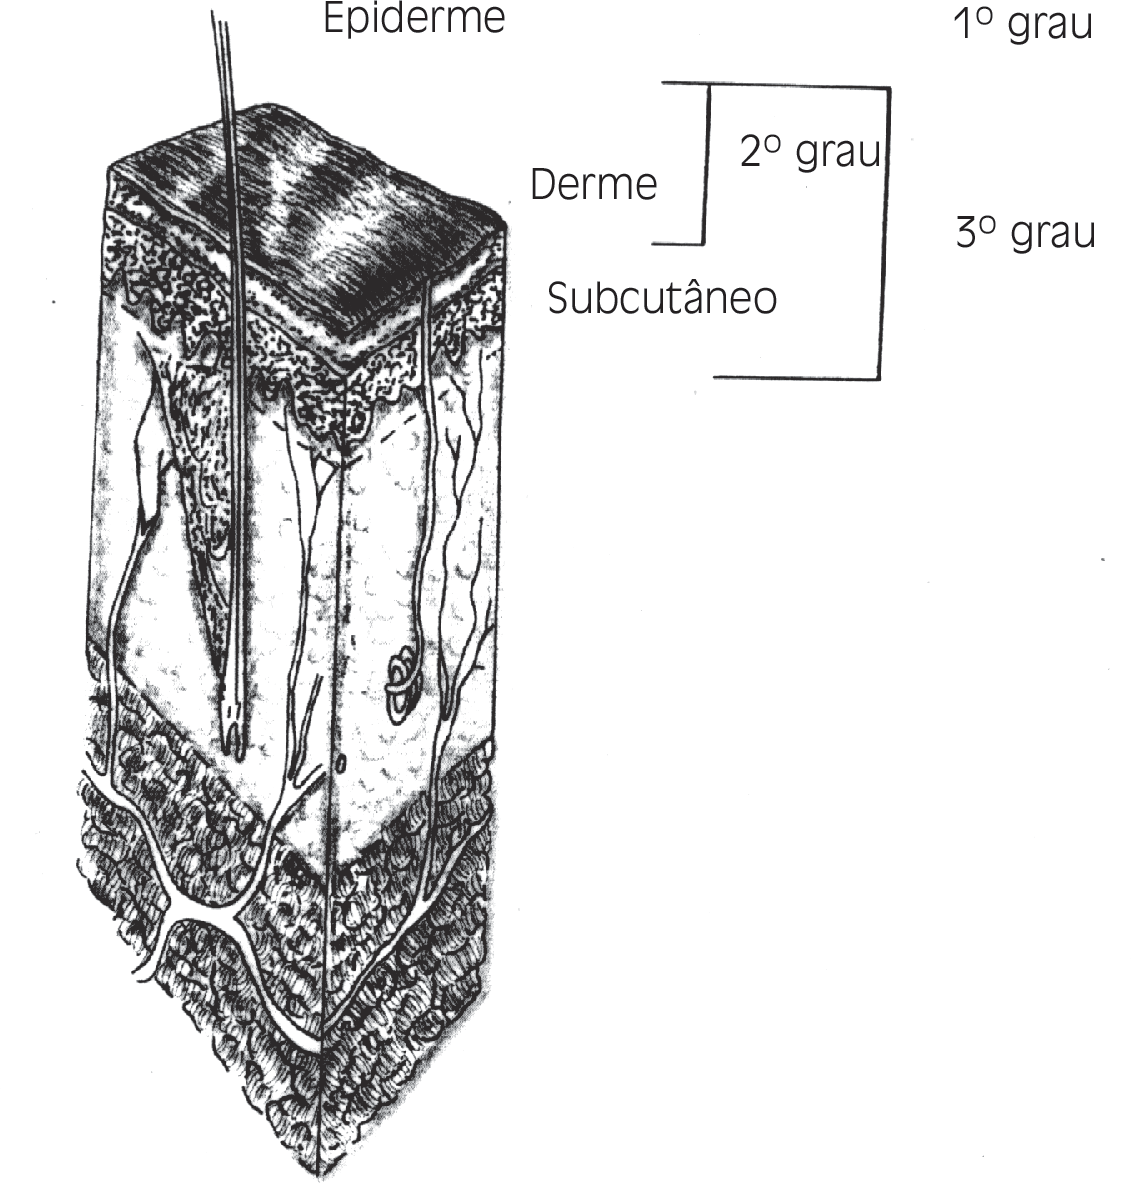 Epiderme
1º grau
2º grau
Derme
3º grau
Subcutâneo